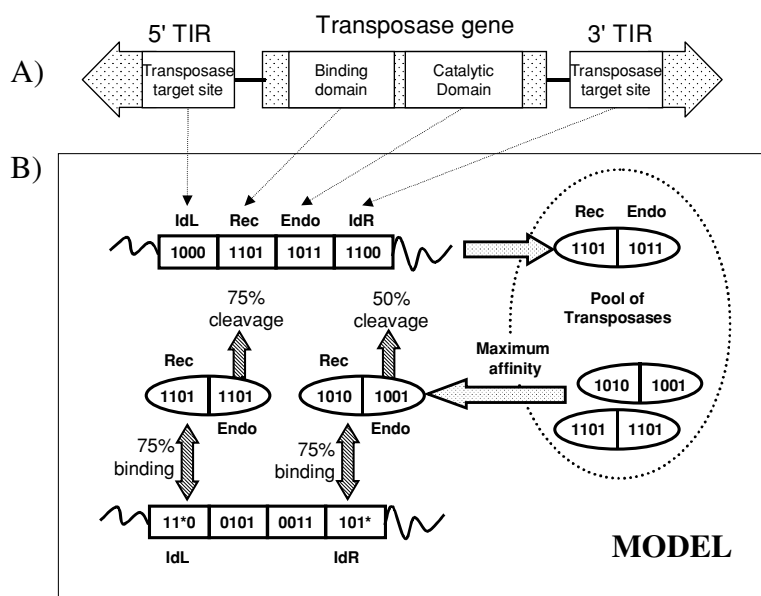 A)
5' TIR
Transposase gene
3' TIR
Transposase
target site
Binding
domain
Catalytic
Domain
Transposase
target site
B)
IdL Rec Endo IdR
1000 1101 1011 1100
Rec Endo
1101 1011
Pool of
Transposases
75%
cleavage
50%
cleavage
Maximum
affinity
Rec
1101 1101
Endo
Rec
1010 1001
Endo
1010 1001
1101 1101
75%
binding
75%
binding
11*0 0101 0011 101*
IdL IdR
MODEL